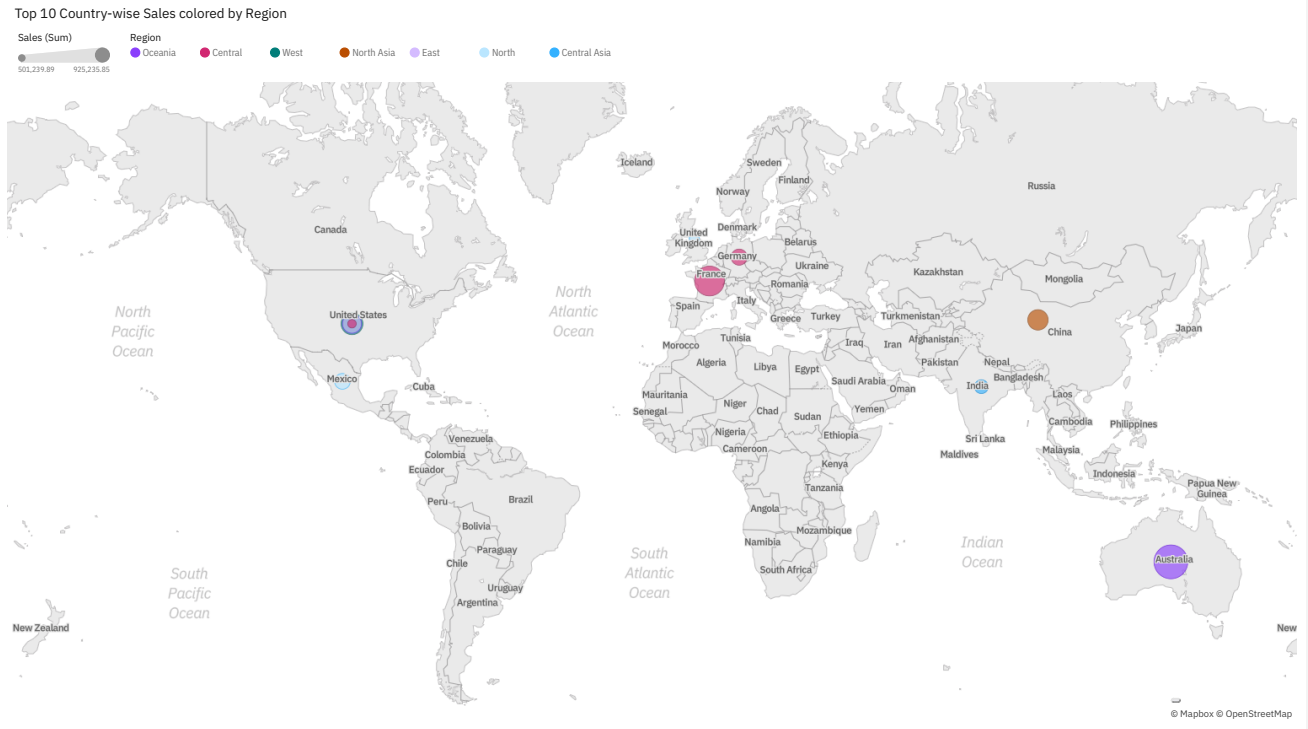 Top 10 Country-wise Sales colored by Region
Sales (Sum)
501,239.89 925,235.85
Region
Oceania Central West North Asia East North Central Asia
Iceland
Sweden
Finland
Norway
Russia
Canada
United
Kingdom
Denmark
Belarus
Germany
Ukraine
France
Kazakhstan
Mongolia
Romania
North
Pacific
Ocean
North
Atlantic
Ocean
Spain
Italy
United States
Greece
Turkey
Turkmenistan
China
Japan
Morocco
Tunisia
Iraq
Iran
Afghanistan
Algeria
Libya
Egypt
Pakistan
Nepal
Mexico
Cuba
Saudi Arabia
Oman
India
Bangladesh
Laos
Mauritania
Senegal
Niger
Chad
Sudan
Yemen
Cambodia
Philippines
Nigeria
Ethiopia
Sri Lanka
Venezuela
Colombia
Cameroon
Maldives
Malaysia
Ecuador
Kenya
Indonesia
Papua New
Guinea
Peru
Brazil
Tanzania
Angola
Bolivia
Mozambique
Namibia
Paraguay
Chile
South Africa
South
Atlantic
Ocean
Indian
Ocean
Australia
South
Pacific
Ocean
Uruguay
Argentina
New Zealand
New
© Mapbox © OpenStreetMap